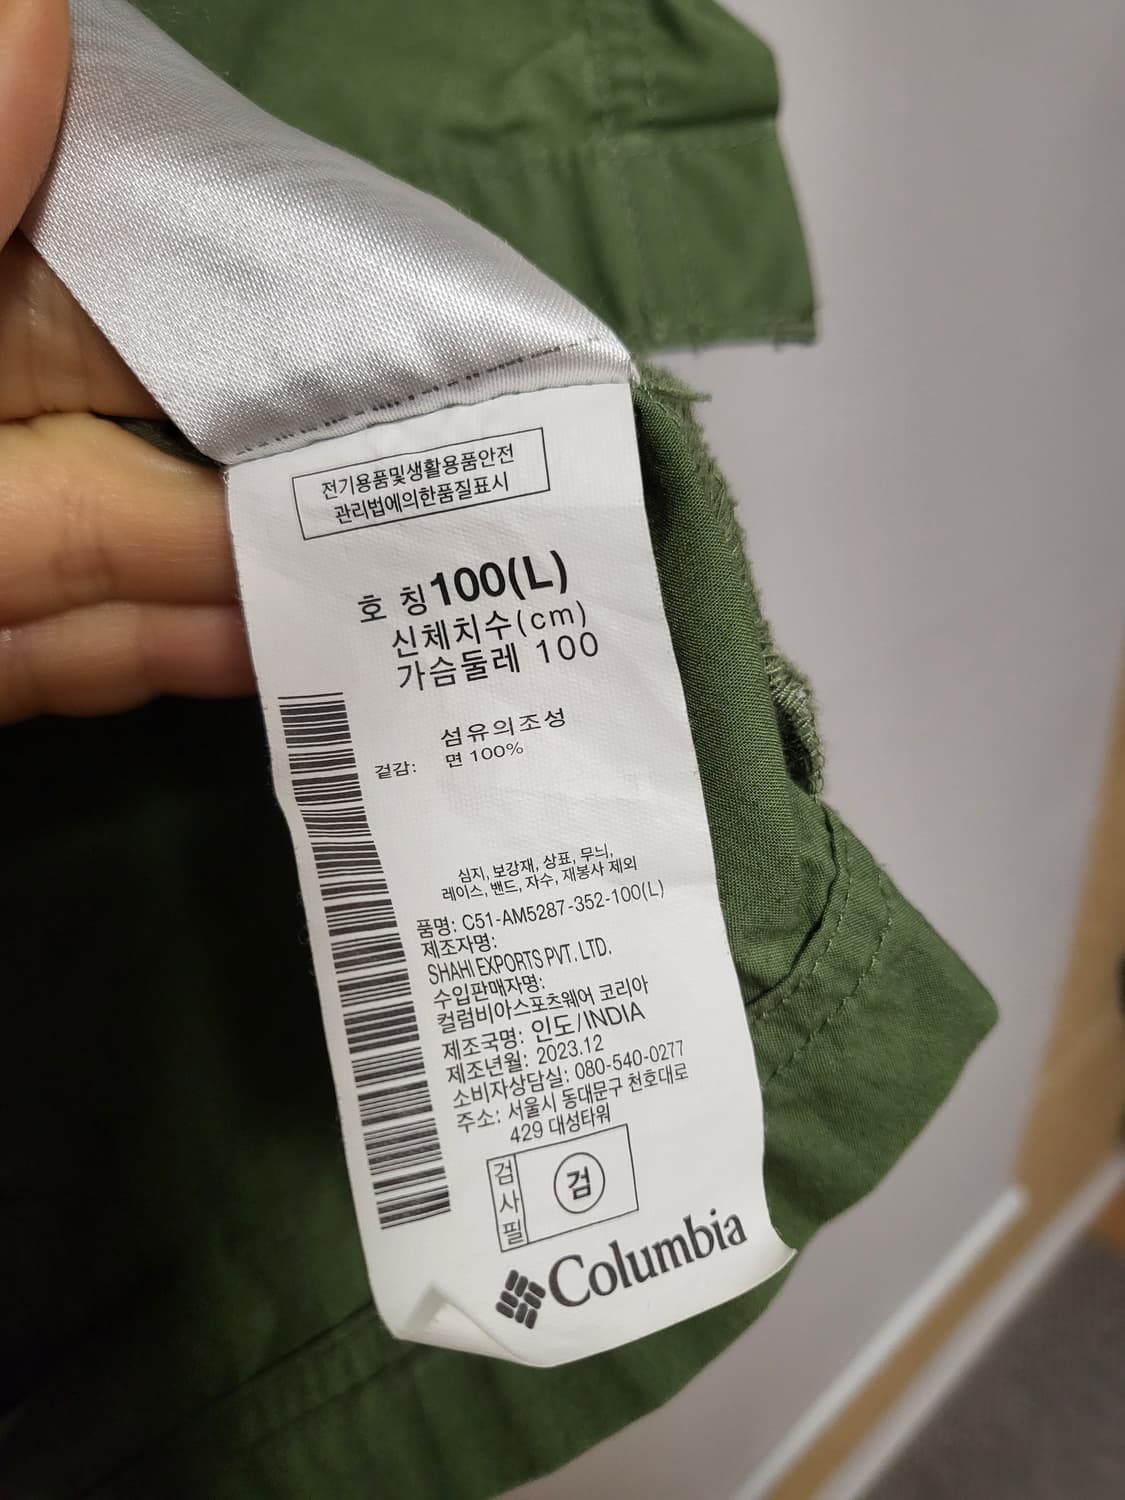 전기용품및생활용품안전
관리법에의한품질표시
호 칭 100(L)
신체치수(cm)
가슴둘레 100
섬유의조성
겉감: 면 100%
심지, 보강재, 상표, 무늬,
레이스, 밴드, 자수, 재봉사 제외
품명: C51-AM5287-352-100(L)
제조자명:
SHAHI EXPORTS PVT. LTD.
수입판매자명:
컬럼비아스포츠웨어 코리아
제조국명: 인도/INDIA
제조년월: 2023.12
소비자상담실: 080-540-0277
주소: 서울시 동대문구 천호대로
429 대성타워
검사필 검
Columbia